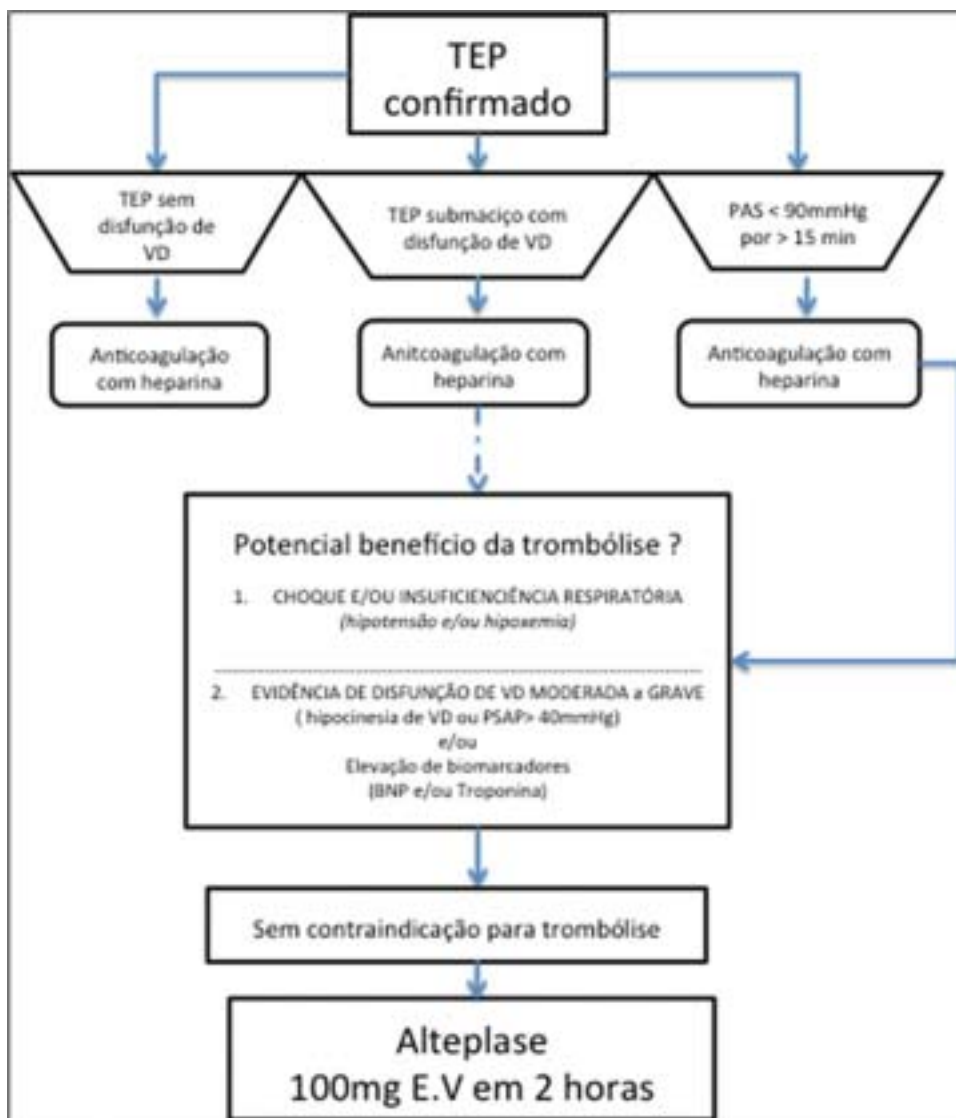 TEP
confirmado
TEP sem
disfunção de
VD
TEP submaciço com
disfunção de VD
PAS < 90mmHg
por > 15 min
Anticoagulação
com heparina
Anitcoagulação com
heparina
Anticoagulação com
heparina
Potencial benefício da trombólise ?
1. CHOQUE E/OU INSUFICIENCIÊNCIA RESPIRATÓRIA
(hipotensão e/ou hipoxemia)
2. EVIDÊNCIA DE DISFUNÇÃO DE VD MODERADA a GRAVE
( hipocinesia de VD ou PSAP> 40mmHg)
e/ou
Elevação de biomarcadores
(BNP e/ou Troponina)
Sem contraindicação para trombólise
Alteplase
100mg E.V em 2 horas